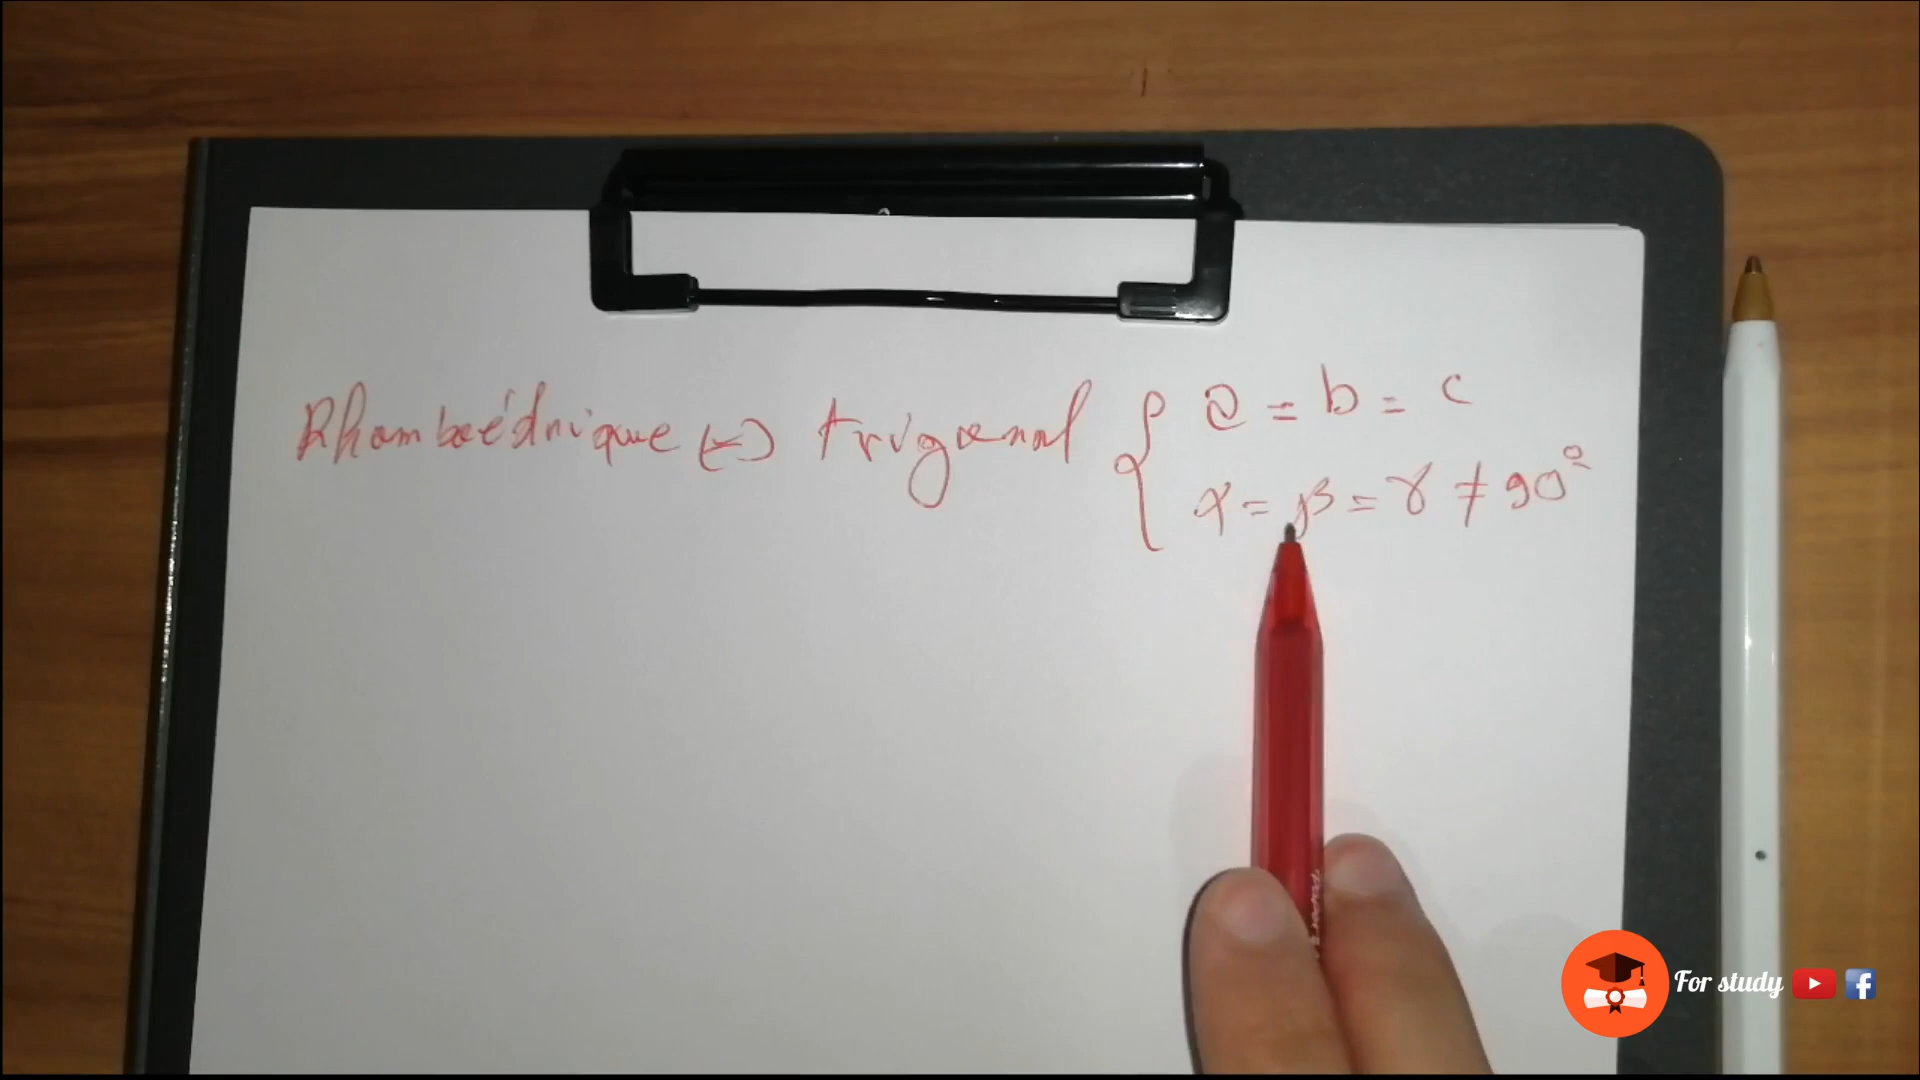 Rhomboédrique ↔ trigonal { a = b = c
α = β = γ ≠ 90°
For study